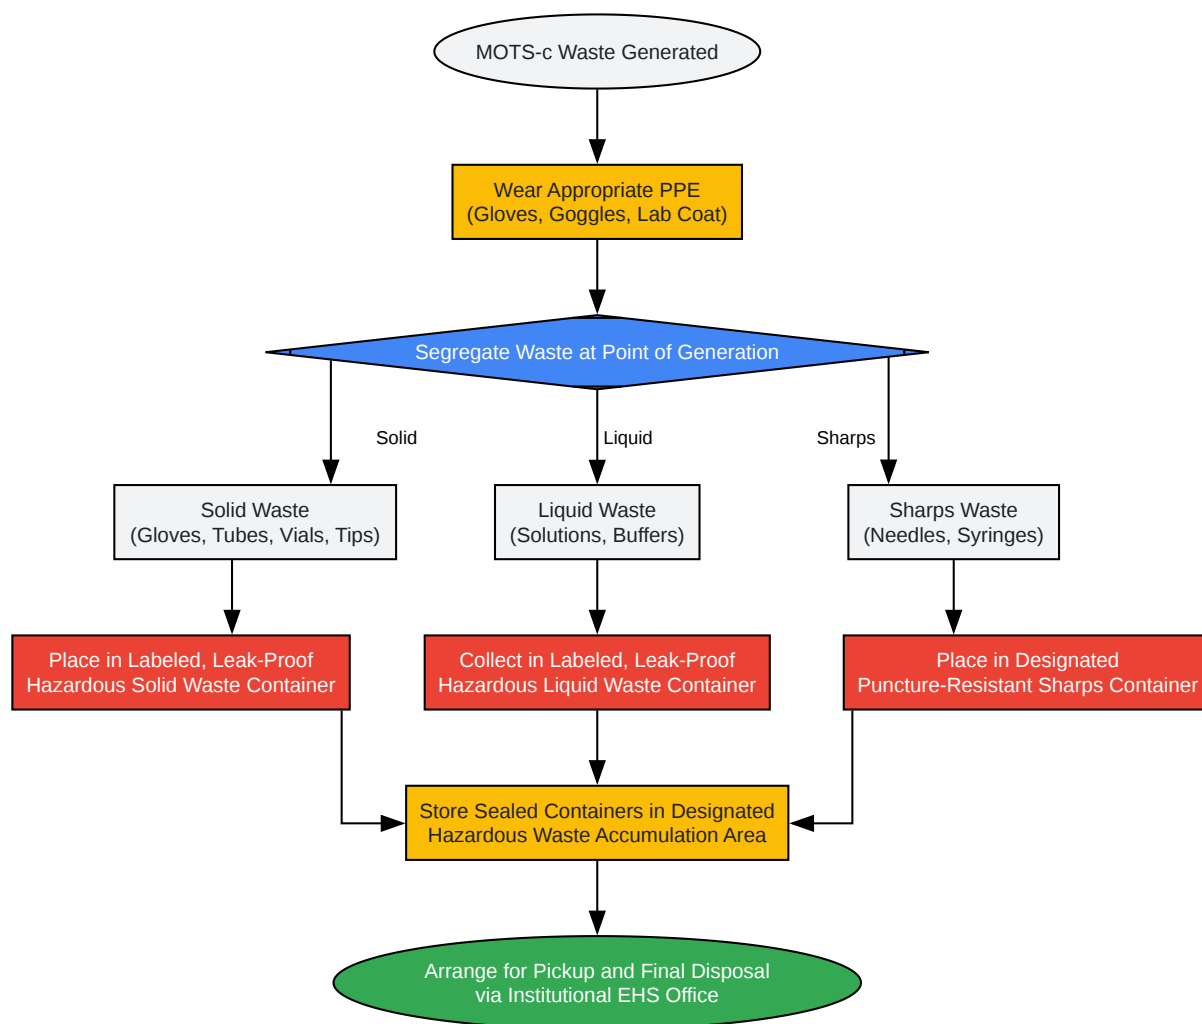 MOTS-c Waste Generated
Wear Appropriate PPE
(Gloves, Goggles, Lab Coat)
Segregate Waste at Point of Generation
Solid
Liquid
Sharps
Solid Waste
(Gloves, Tubes, Vials, Tips)
Liquid Waste
(Solutions, Buffers)
Sharps Waste
(Needles, Syringes)
Place in Labeled, Leak-Proof
Hazardous Solid Waste Container
Collect in Labeled, Leak-Proof
Hazardous Liquid Waste Container
Place in Designated
Puncture-Resistant Sharps Container
Store Sealed Containers in Designated
Hazardous Waste Accumulation Area
Arrange for Pickup and Final Disposal
via Institutional EHS Office